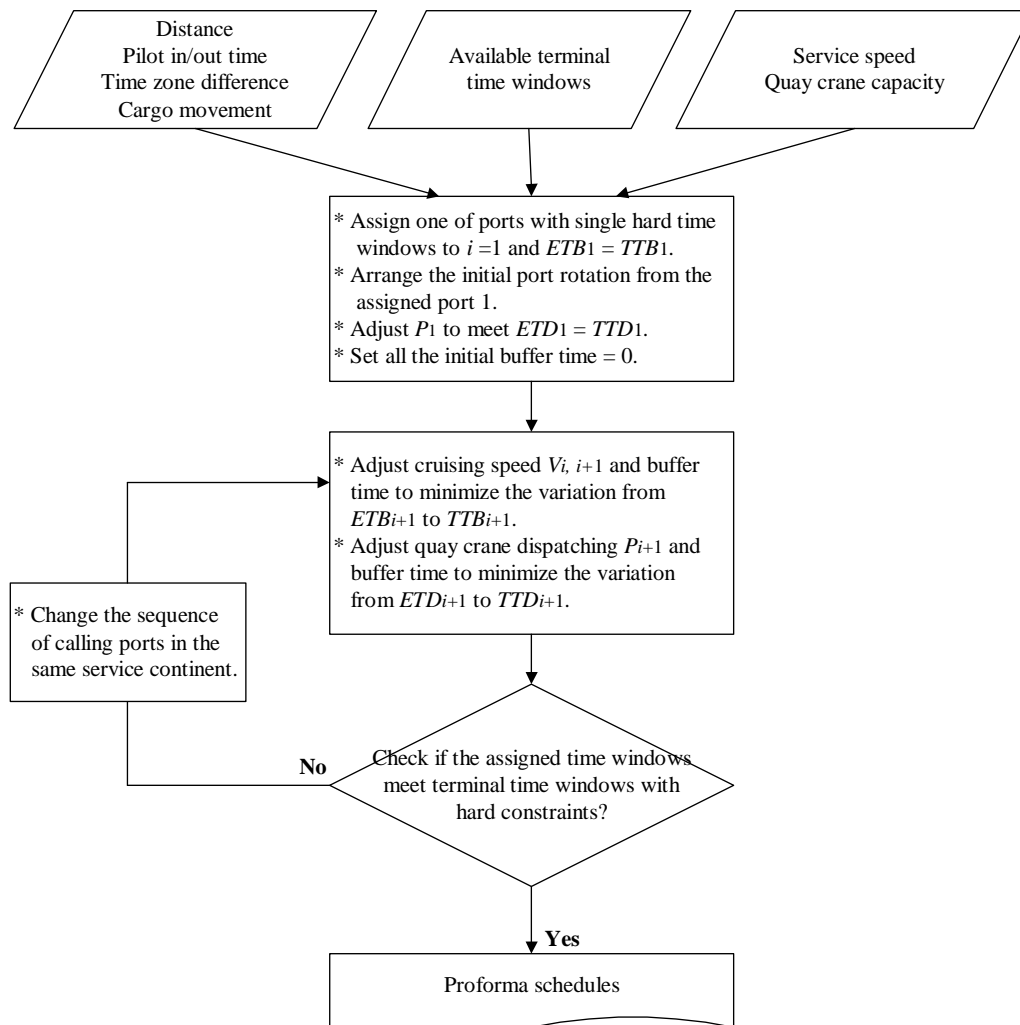 Distance
Pilot in/out time
Time zone difference
Cargo movement
Available terminal
time windows
Service speed
Quay crane capacity
* Assign one of ports with single hard time
windows to i =1 and ETB1 = TTB1.
* Arrange the initial port rotation from the
assigned port 1.
* Adjust P1 to meet ETD1 = TTD1.
* Set all the initial buffer time = 0.
* Adjust cruising speed Vi, i+1 and buffer
time to minimize the variation from
ETBi+1 to TTBi+1.
* Adjust quay crane dispatching Pi+1 and
buffer time to minimize the variation
from ETDi+1 to TTDi+1.
* Change the sequence
of calling ports in the
same service continent.
No
Check if the assigned time windows
meet terminal time windows with
hard constraints?
Yes
Proforma schedules